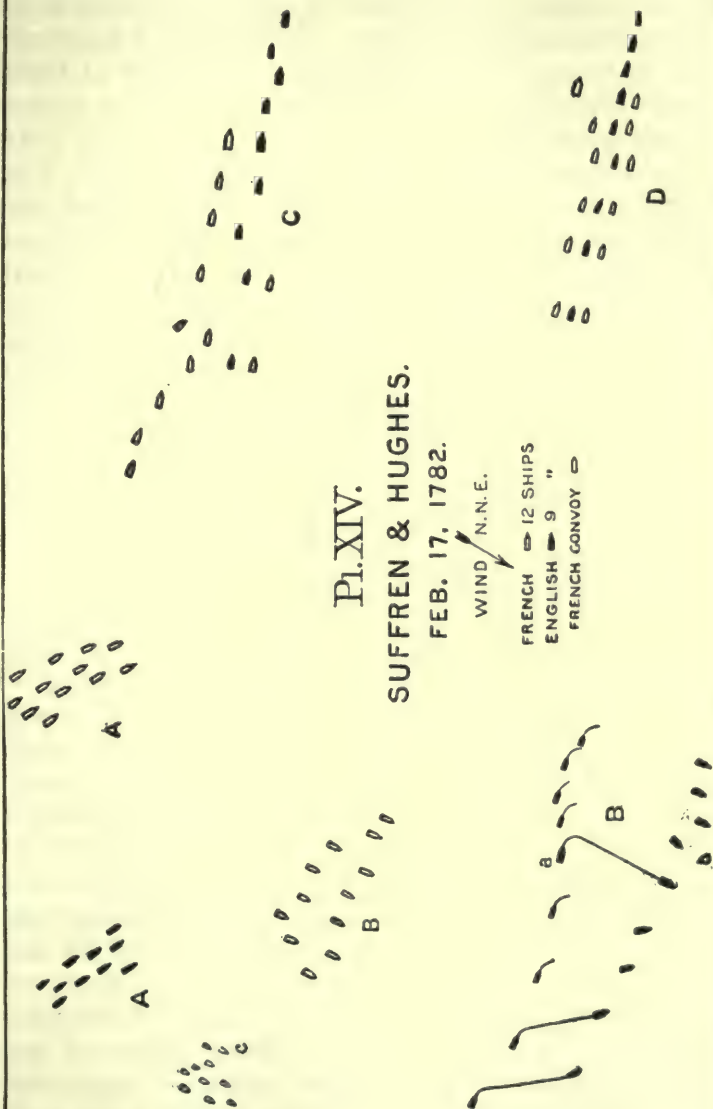 Pl. XIV.
SUFFREN & HUGHES.
FEB. 17, 1782.
WIND N.N.E.
FRENCH 12 SHIPS
ENGLISH 9 "
FRENCH CONVOY
C
D
A
A
B
c
a
B